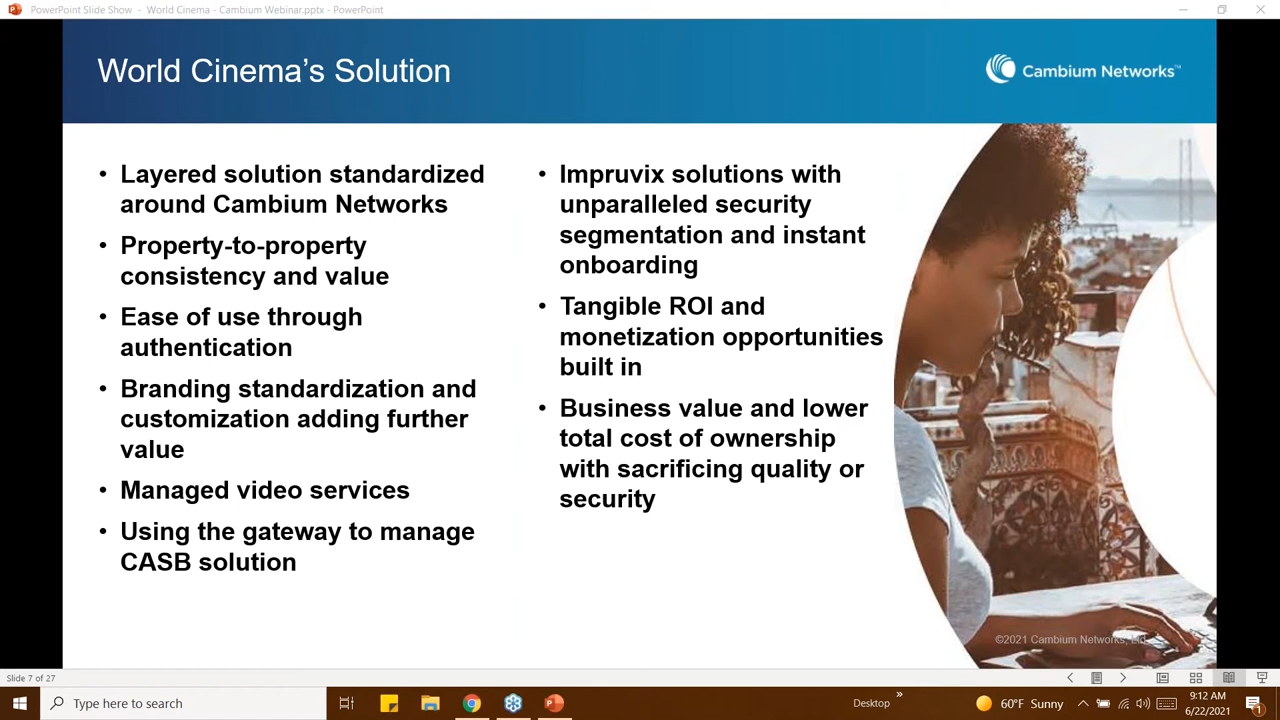 PowerPoint Slide Show - World Cinema - Cambium Webinar.pptx - PowerPoint
World Cinema's Solution
Cambium Networks™
• Layered solution standardized
around Cambium Networks
• Property-to-property
consistency and value
• Ease of use through
authentication
• Branding standardization and
customization adding further
value
• Managed video services
• Using the gateway to manage
CASB solution
• Impruvix solutions with
unparalleled security
segmentation and instant
onboarding
• Tangible ROI and
monetization opportunities
built in
• Business value and lower
total cost of ownership
with sacrificing quality or
security
©2021 Cambium Networks, Ltd.
Slide 7 of 27
Type here to search
Desktop
»
60°F Sunny
9:12 AM
6/22/2021
1